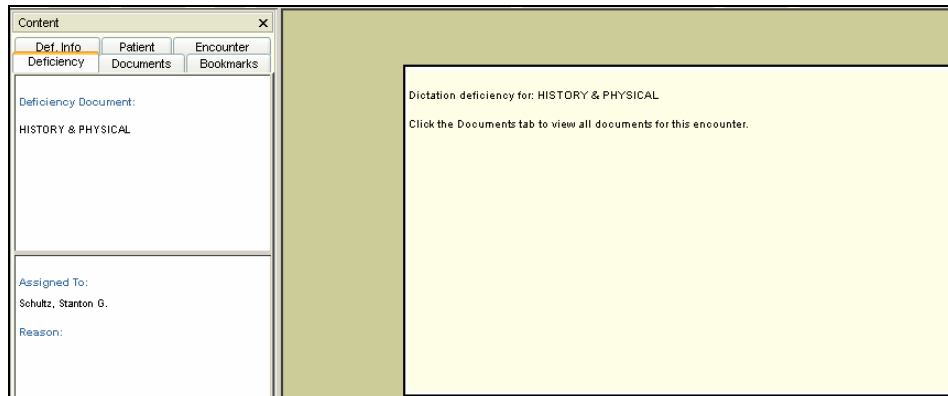 Content X
Def. Info Patient Encounter
Deficiency Documents Bookmarks
Deficiency Document:
HISTORY & PHYSICAL
Assigned To:
Schultz, Stanton G.
Reason:
Dictation deficiency for: HISTORY & PHYSICAL
Click the Documents tab to view all documents for this encounter.